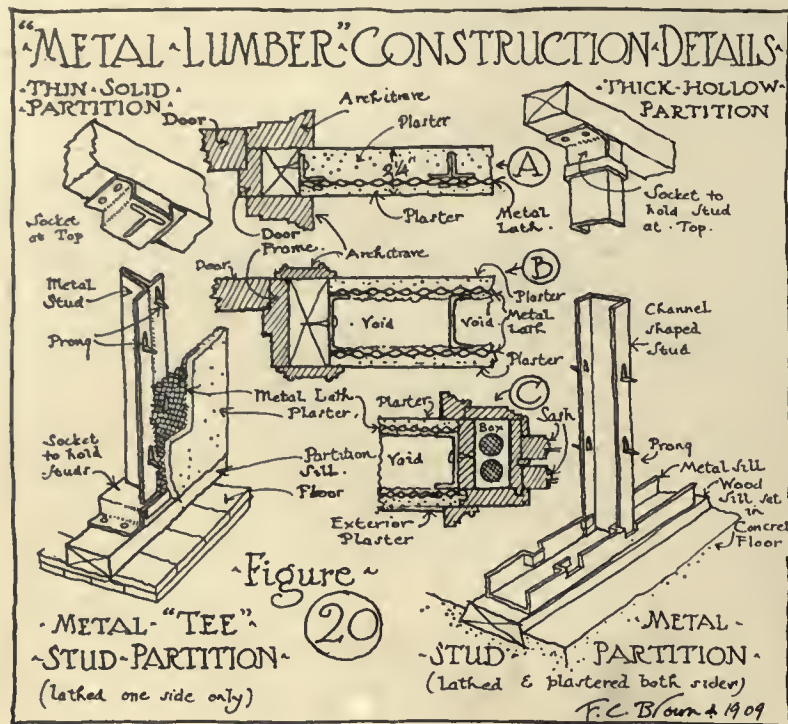 "METAL LUMBER" CONSTRUCTION DETAILS
THIN SOLID
PARTITION
THICK HOLLOW
PARTITION
Architrave
Door
Plaster
2¼"
A
Plaster
Metal
Lath
Door
Frame
Architrave
Socket
at Top
Socket to
hold stud
at Top.
Door
B
Plaster
Metal
Lath
Void
Void
Plaster
Metal
Stud
Prong
Metal Lath
Plaster
Socket
to hold
studs
Partition
Sill
Floor
C
Plaster
Sash
Box
Void
Exterior
Plaster
Channel
shaped
Stud
Prong
Metal sill
Wood
Sill set
in
Concrete
Floor
Figure
20
METAL "TEE"
STUD PARTITION
(lathed one side only)
METAL
STUD PARTITION
(Lathed & plastered both sides)
F. C. Brown 1909